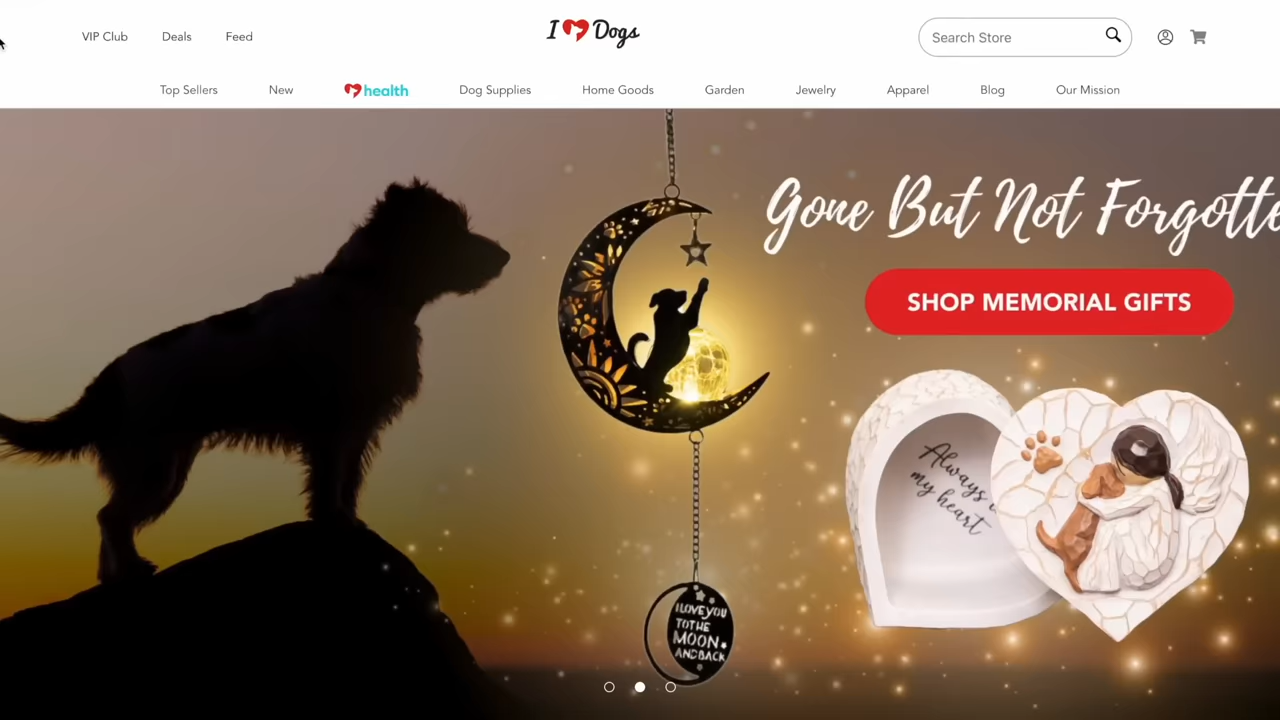 VIP Club
Deals
Feed
I Dogs
Search Store
Top Sellers
New
health
Dog Supplies
Home Goods
Garden
Jewelry
Apparel
Blog
Our Mission
Gone But Not Forgotte
SHOP MEMORIAL GIFTS
Always i
my heart
I LOVE YOU
TO THE
MOON
AND BACK